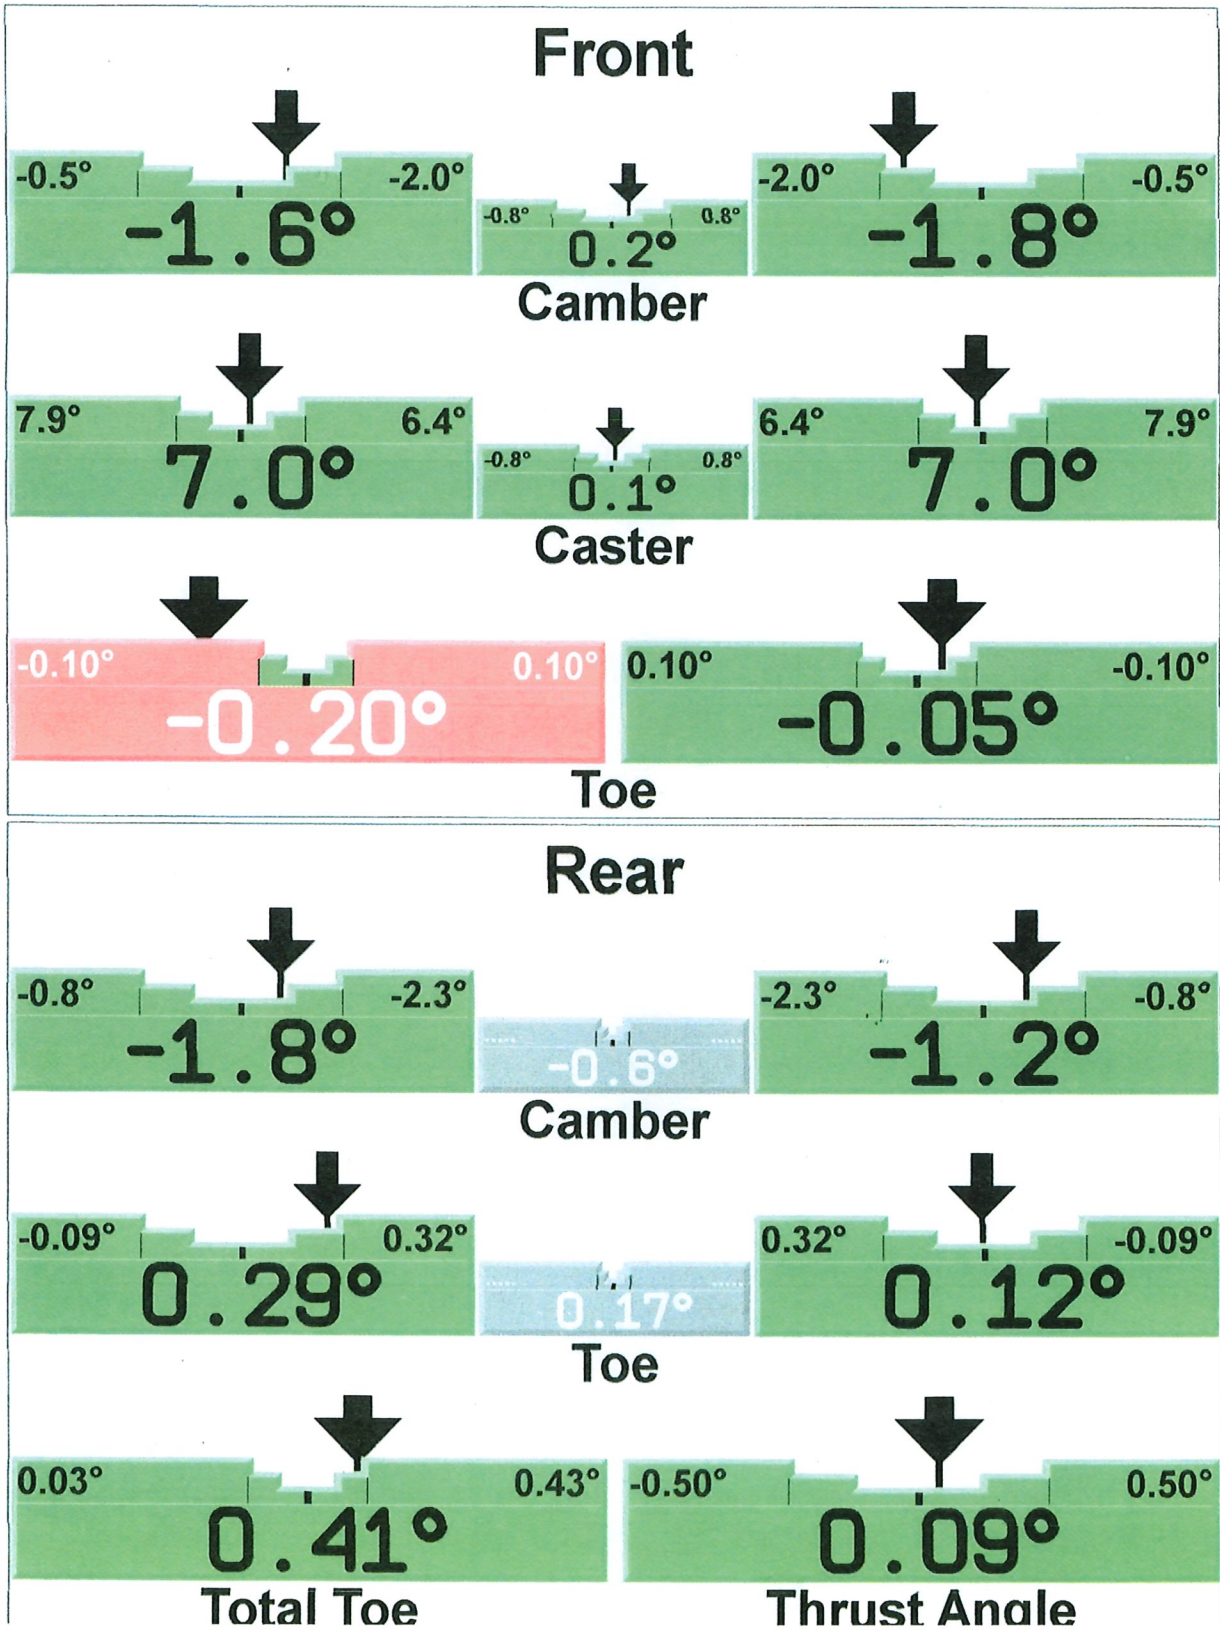 Front
-0.5° -2.0° -2.0° -0.5°
-0.8° 0.8°
-1.6° 0.2° -1.8°
Camber
7.9° 6.4° 6.4° 7.9°
-0.8° 0.8°
7.0° 0.1° 7.0°
Caster
-0.10° 0.10° 0.10° -0.10°
-0.20° -0.05°
Toe
Rear
-0.8° -2.3° -2.3° -0.8°
-1.8° -0.6° -1.2°
Camber
-0.09° 0.32° 0.32° -0.09°
0.29° 0.17° 0.12°
Toe
0.03° 0.43° -0.50° 0.50°
0.41° 0.09°
Total Toe Thrust Angle